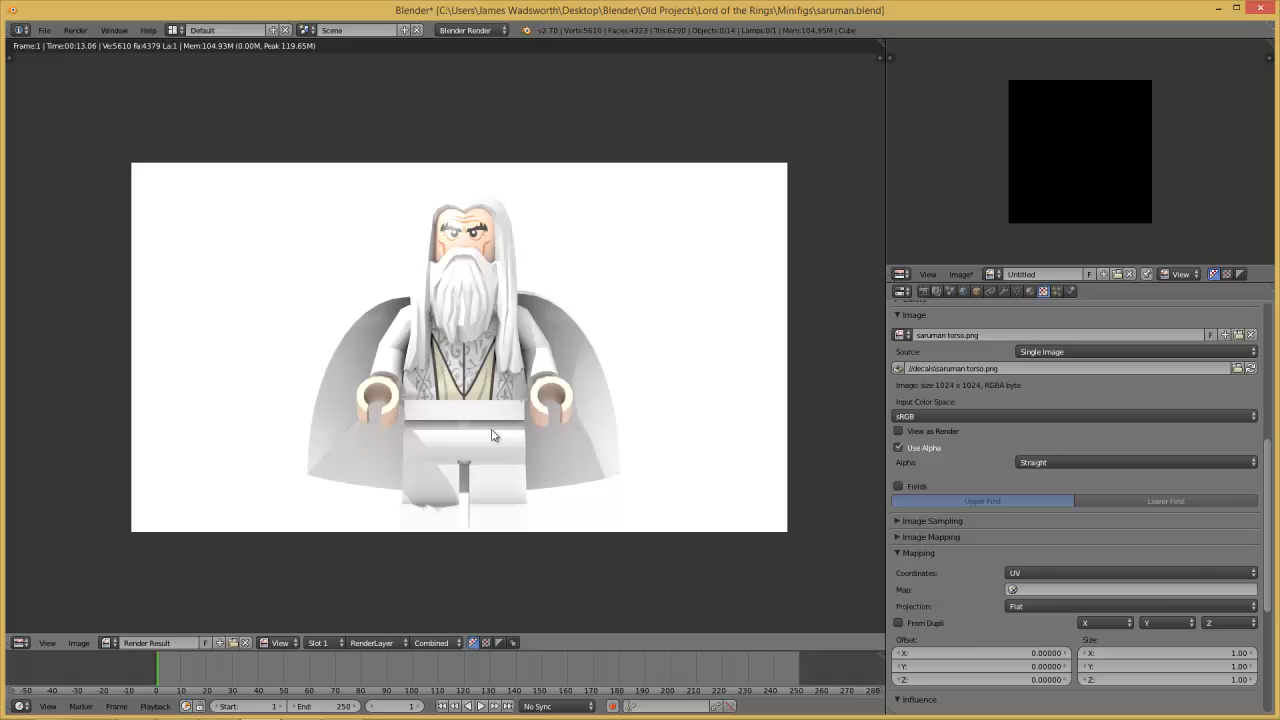 Blender* [C:\Users\James Wadsworth\Desktop\Blender\Old Projects\Lord of the Rings\Minifigs\saruman.blend]
File Render Window Help Default Scene Blender Render v2.70 | Verts:5610 | Faces:4323 | Tris:6290 | Objects:0/14 | Lamps:0/1 | Mem:104.95M | Cube
Frame:1 | Time:00:13.06 | Ve:5610 Fa:4379 La:1 | Mem:104.93M (0.00M, Peak 119.65M)
View Image* Untitled F View
Image
saruman torso.png F
Source: Single Image
//decals\saruman torso.png
Image: size 1024 x 1024, RGBA byte
Input Color Space:
sRGB
View as Render
Use Alpha
Alpha: Straight
Fields
Upper First Lower First
Image Sampling
Image Mapping
Mapping
Coordinates: UV
Map:
Projection: Flat
From Dupli X Y Z
Offset: Size:
X: 0.00000 X: 1.00
Y: 0.00000 Y: 1.00
Z: 0.00000 Z: 1.00
Influence
View Image Render Result F View Slot 1 RenderLayer Combined
-50 -40 -30 -20 -10 0 10 20 30 40 50 60 70 80 90 100 110 120 130 140 150 160 170 180 190 200 210 220 230 240 250 260 270 280
View Marker Frame Playback Start: 1 End: 250 1 No Sync